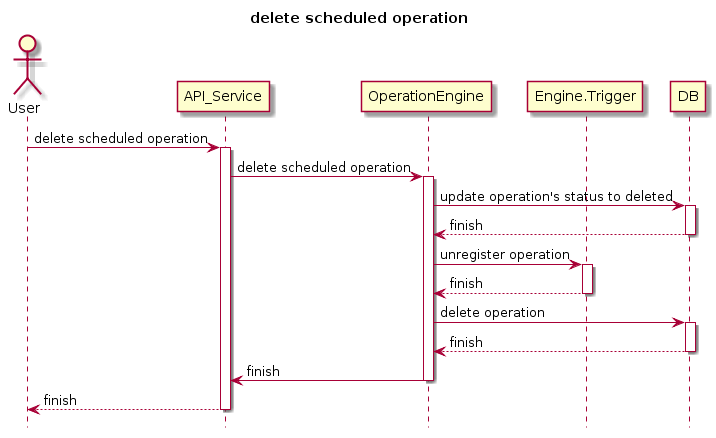 delete scheduled operation
User
API_Service
OperationEngine
Engine.Trigger
DB
delete scheduled operation
delete scheduled operation
update operation's status to deleted
finish
unregister operation
finish
delete operation
finish
finish
finish